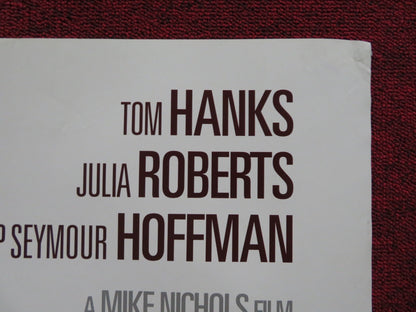 TOM HANKS
JULIA ROBERTS
P SEYMOUR HOFFMAN
A MIKE NICHOLS FILM